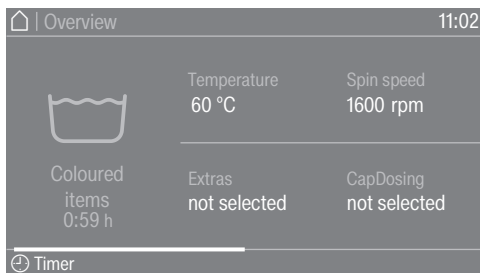 | Overview 11:02
Temperature
60 °C
Spin speed
1600 rpm
Coloured
items
0:59 h
Extras
not selected
CapDosing
not selected
Timer